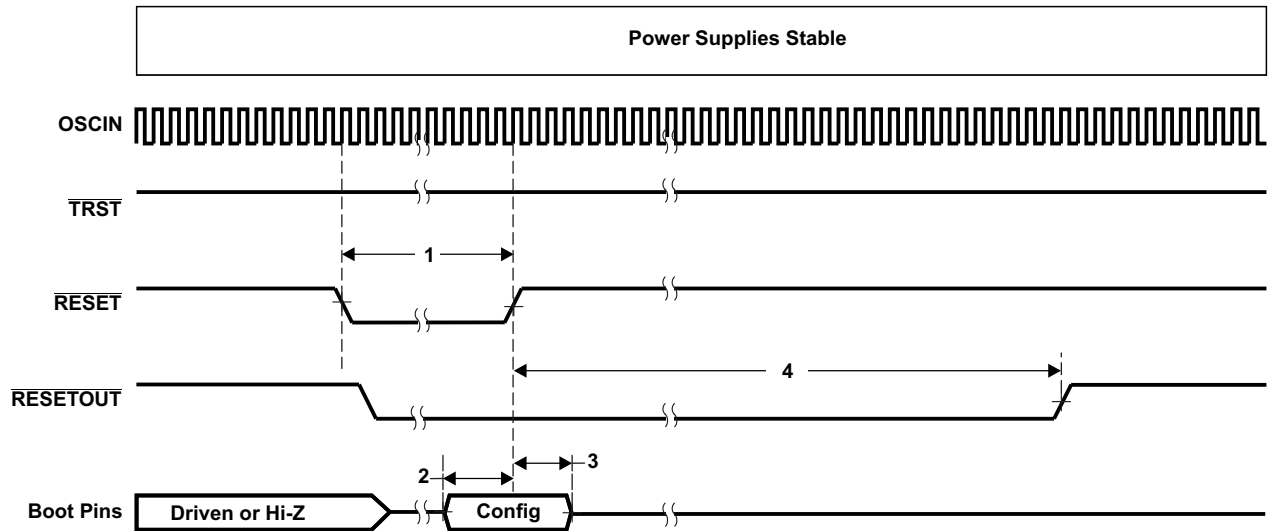 Power Supplies Stable
OSCIN
TRST
1
RESET
4
RESETOUT
2
3
Boot Pins
Driven or Hi-Z
Config